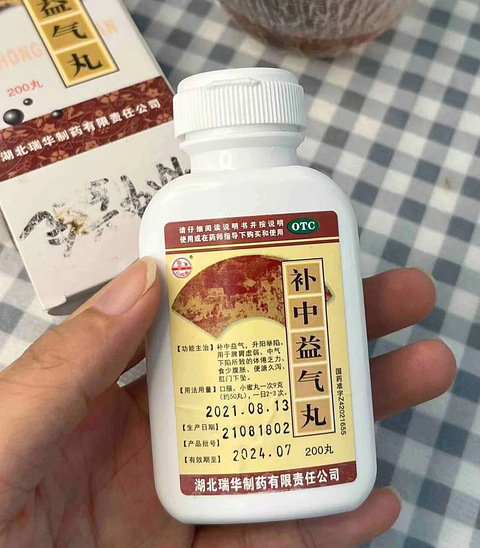 益气丸
200丸
湖北瑞华制药有限责任公司
请仔细阅读说明书并按说明
使用或在药师指导下购买和使用
OTC
补中益气丸
【功能主治】补中益气，升阳举陷。
用于脾胃虚弱、中气
下陷所致的体倦乏力、
食少腹胀、便溏久泻、
肛门下坠。
【用法用量】口服。小蜜丸一次9克
(约50丸)，一日2-3次。
国药准字Z42021655
2021.08.13
【生产日期】
21081802
【产品批号】
2024.07
【有效期至】
200丸
湖北瑞华制药有限责任公司